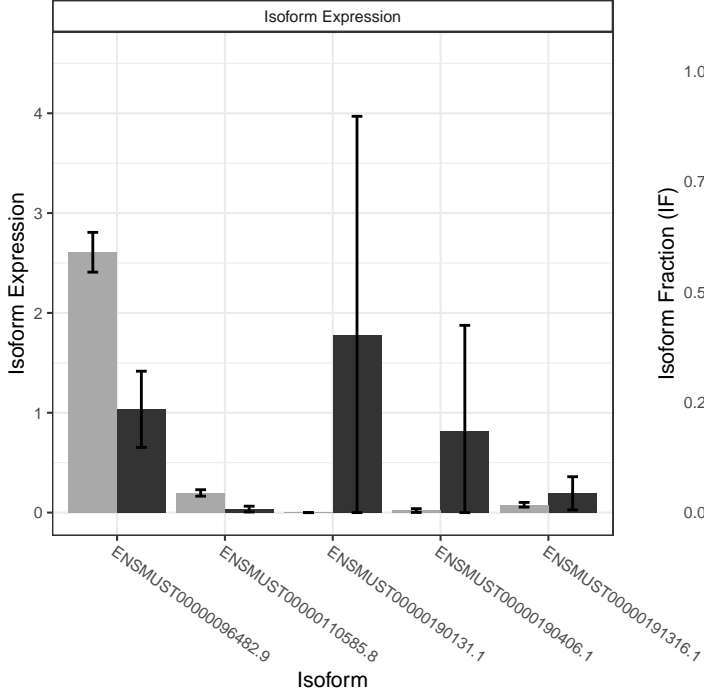 Isoform Expression
Isoform Expression
4
3
2
1
0
ENSMUST00000096482.9
ENSMUST00000110585.8
ENSMUST00000190131.1
ENSMUST00000190406.1
ENSMUST00000191316.1
Isoform
Isoform Fraction (IF)
1.0
0.7
0.5
0.2
0.0